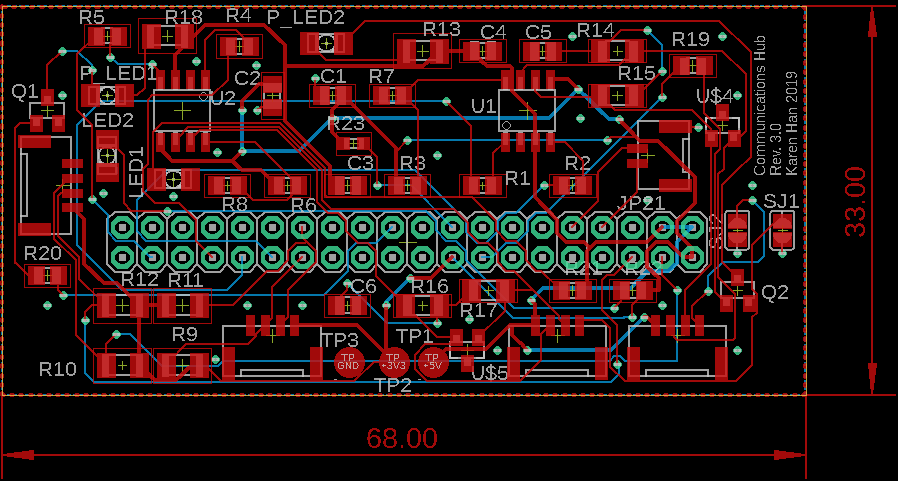 R5
R18
R4
P_LED2
R13
C4
C5
R14
R19
P_LED1
Q1
U2
C2
C1
R7
U1
R15
U$4
LED2
R23
LED1
C3
R3
R1
R2
R8
R6
JP21
SJ1
Communications Hub
Rev. 3.0
Karen Han 2019
R20
R12
R11
C6
R16
R17
Q2
R10
R9
TP3
TP1
TP
GND
TP
+3V3
TP
+5V
TP2
U$5
33.00
68.00